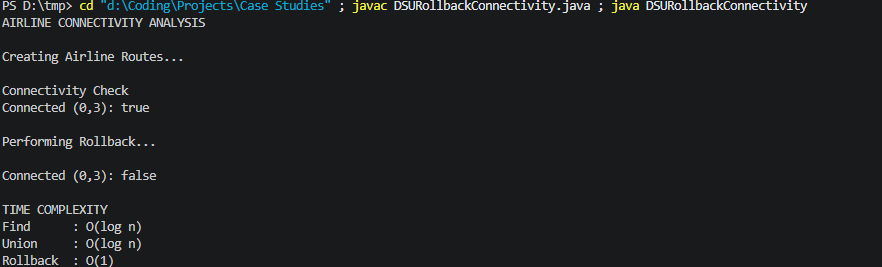 PS D:\tmp> cd "d:\Coding\Projects\Case Studies" ; javac DSURollbackConnectivity.java ; java DSURollbackConnectivity
AIRLINE CONNECTIVITY ANALYSIS
Creating Airline Routes...
Connectivity Check
Connected (0,3): true
Performing Rollback...
Connected (0,3): false
TIME COMPLEXITY
Find      : O(log n)
Union     : O(log n)
Rollback  : O(1)